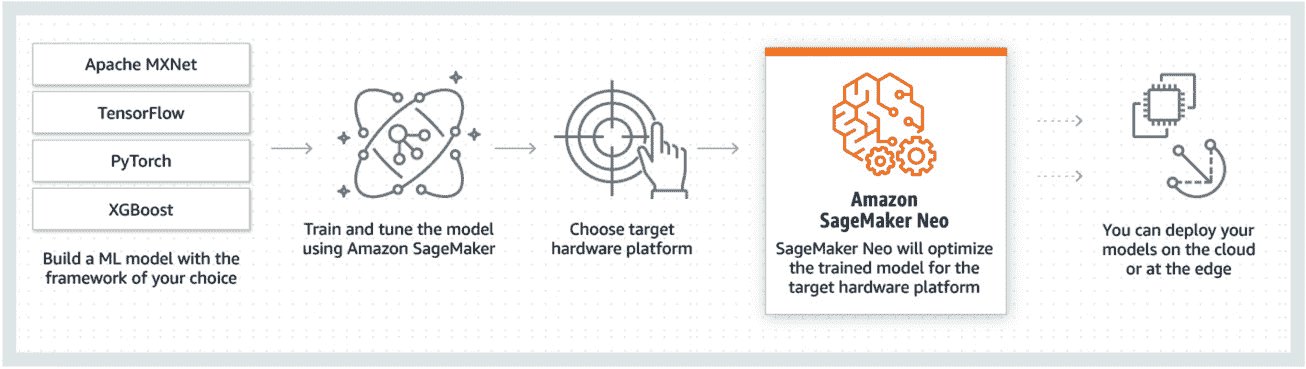 Apache MXNet
TensorFlow
PyTorch
XGBoost
Build a ML model with the
framework of your choice
Train and tune the model
using Amazon SageMaker
Choose target
hardware platform
Amazon
SageMaker Neo
SageMaker Neo will optimize
the trained model for the
target hardware platform
You can deploy your
models on the cloud
or at the edge